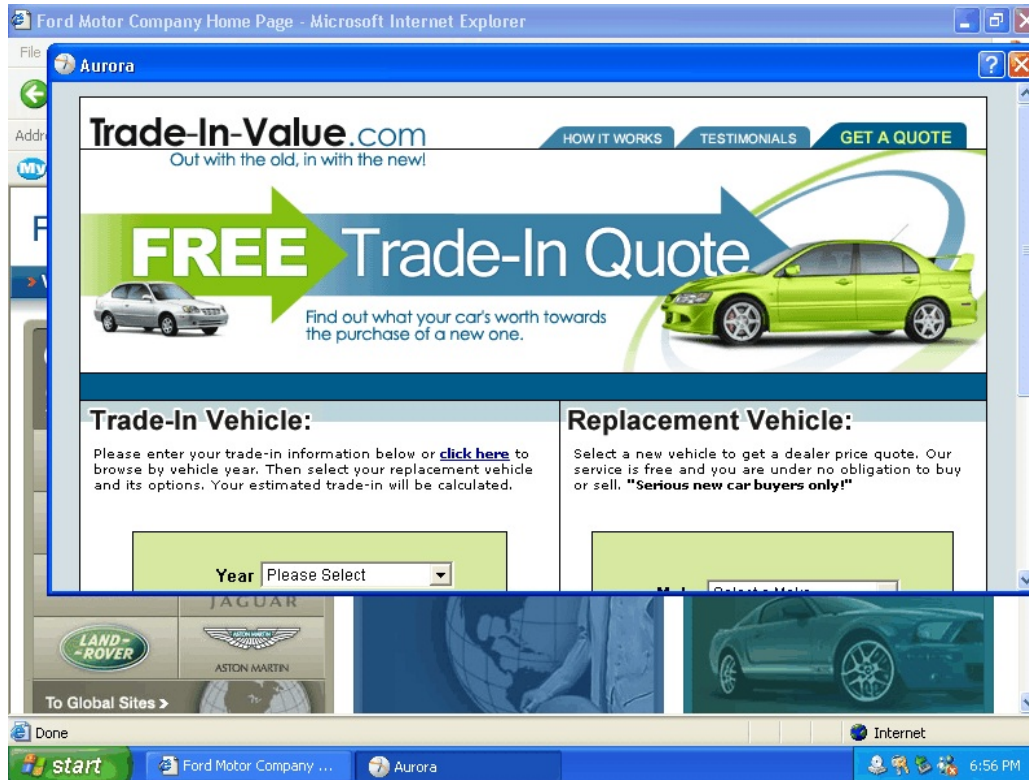 Ford Motor Company Home Page - Microsoft Internet Explorer
File
Aurora
Addr
My
Trade-In-Value.com
Out with the old, in with the new!
HOW IT WORKS
TESTIMONIALS
GET A QUOTE
FREE Trade-In Quote
Find out what your car's worth towards
the purchase of a new one.
Trade-In Vehicle:
Please enter your trade-in information below or click here to
browse by vehicle year. Then select your replacement vehicle
and its options. Your estimated trade-in will be calculated.
Year Please Select
Replacement Vehicle:
Select a new vehicle to get a dealer price quote. Our
service is free and you are under no obligation to buy
or sell. "Serious new car buyers only!"
JAGUAR
LAND-
-ROVER
ASTON MARTIN
ASTON MARTIN
To Global Sites >
Done
Internet
start
Ford Motor Company ...
Aurora
6:56 PM